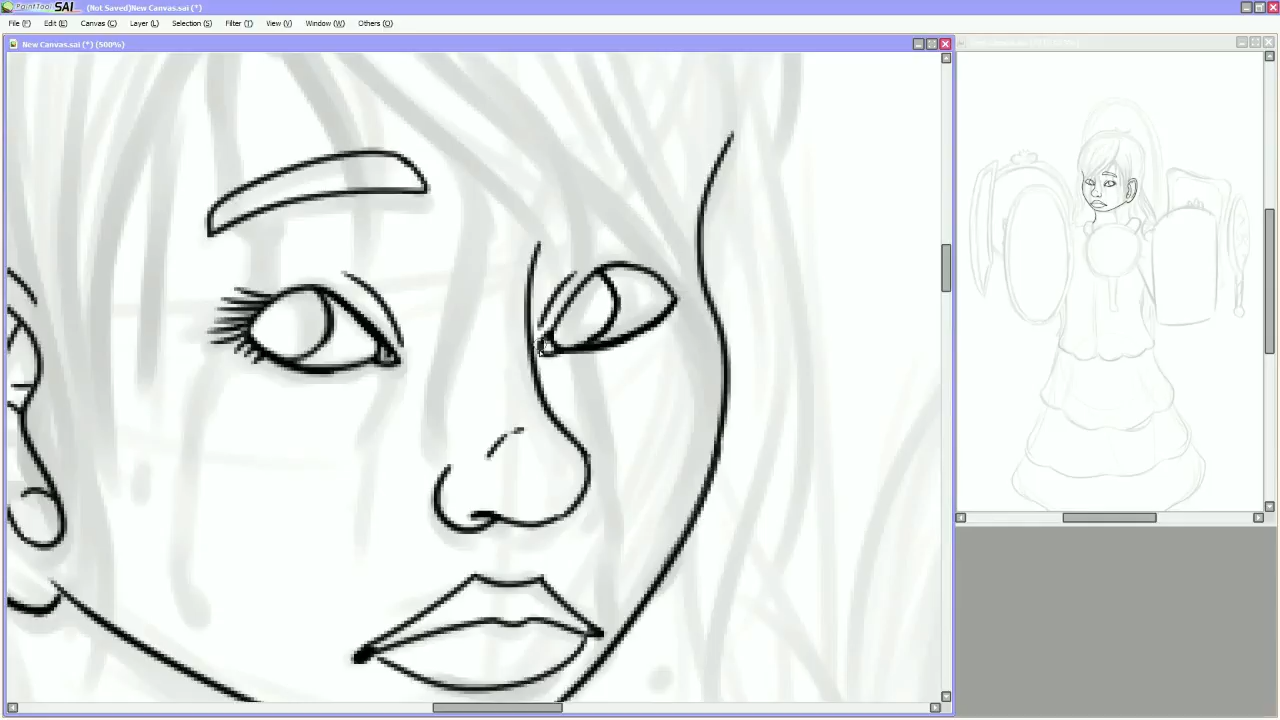 PaintTool SAI (Not Saved)New Canvas.sai (*)
File (F) Edit (E) Canvas (C) Layer (L) Selection (S) Filter (T) View (V) Window (W) Others (O)
New Canvas.sai (*) (500%)